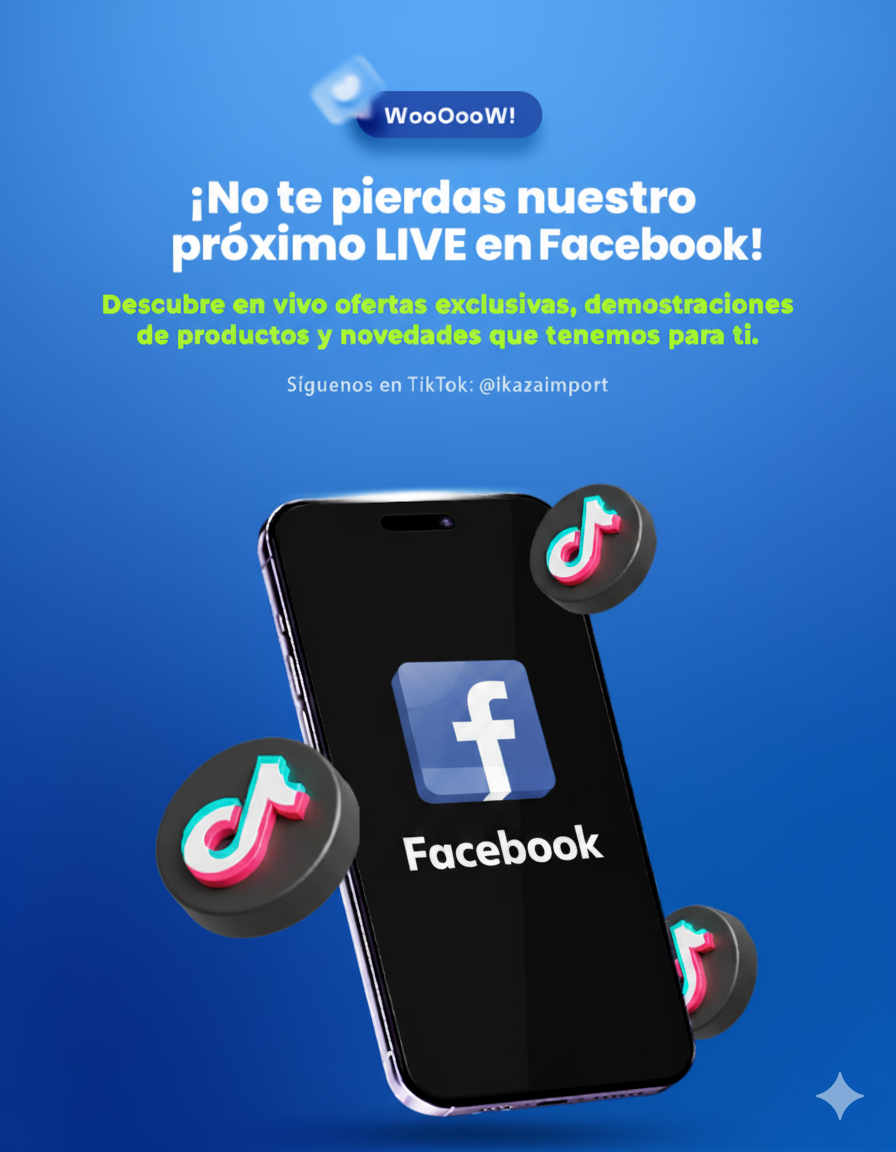 WooOooW!
¡No te pierdas nuestro
próximo LIVE en Facebook!
Descubre en vivo ofertas exclusivas, demostraciones
de productos y novedades que tenemos para ti.
Síguenos en TikTok: @ikazaimport
f
Facebook